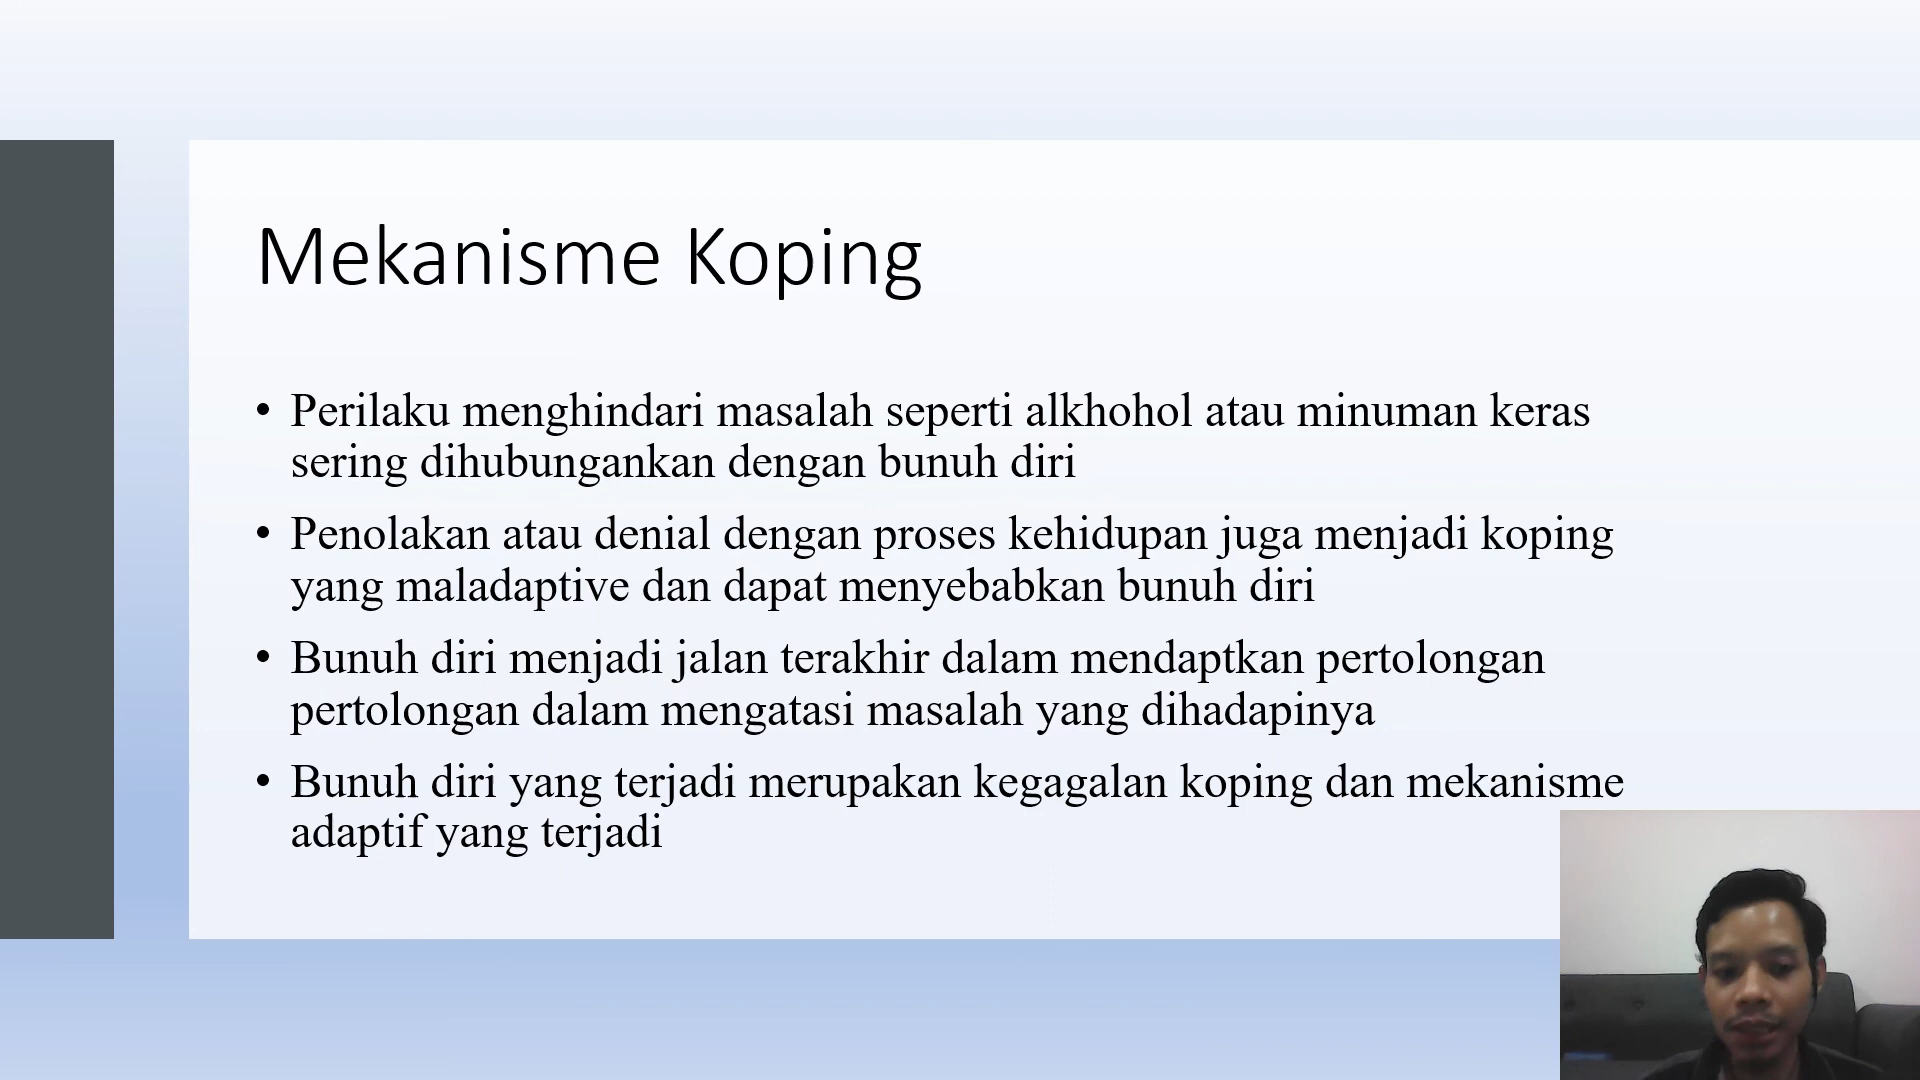 Mekanisme Koping
• Perilaku menghindari masalah seperti alkhohol atau minuman keras
sering dihubungankan dengan bunuh diri
• Penolakan atau denial dengan proses kehidupan juga menjadi koping
yang maladaptive dan dapat menyebabkan bunuh diri
• Bunuh diri menjadi jalan terakhir dalam mendaptkan pertolongan
pertolongan dalam mengatasi masalah yang dihadapinya
• Bunuh diri yang terjadi merupakan kegagalan koping dan mekanisme
adaptif yang terjadi